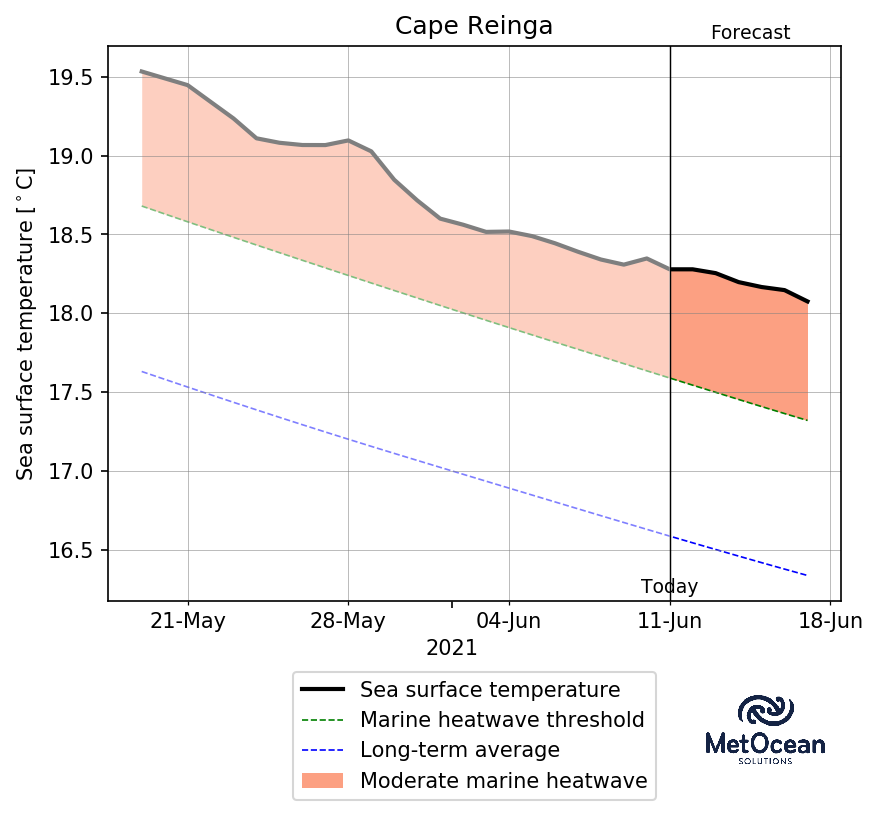 Cape Reinga
Forecast
Sea surface temperature [°C]
19.5
19.0
18.5
18.0
17.5
17.0
16.5
Today
21-May 28-May 04-Jun 11-Jun 18-Jun
2021
Sea surface temperature
Marine heatwave threshold
Long-term average
Moderate marine heatwave
MetOcean
SOLUTIONS